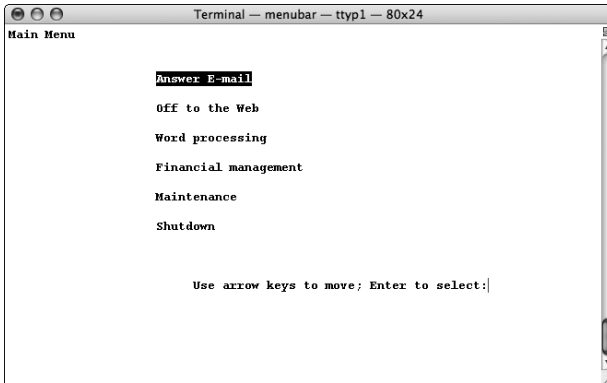 Terminal — menubar — ttyp1 — 80x24
Main Menu
Answer E-mail
Off to the Web
Word processing
Financial management
Maintenance
Shutdown
Use arrow keys to move; Enter to select: